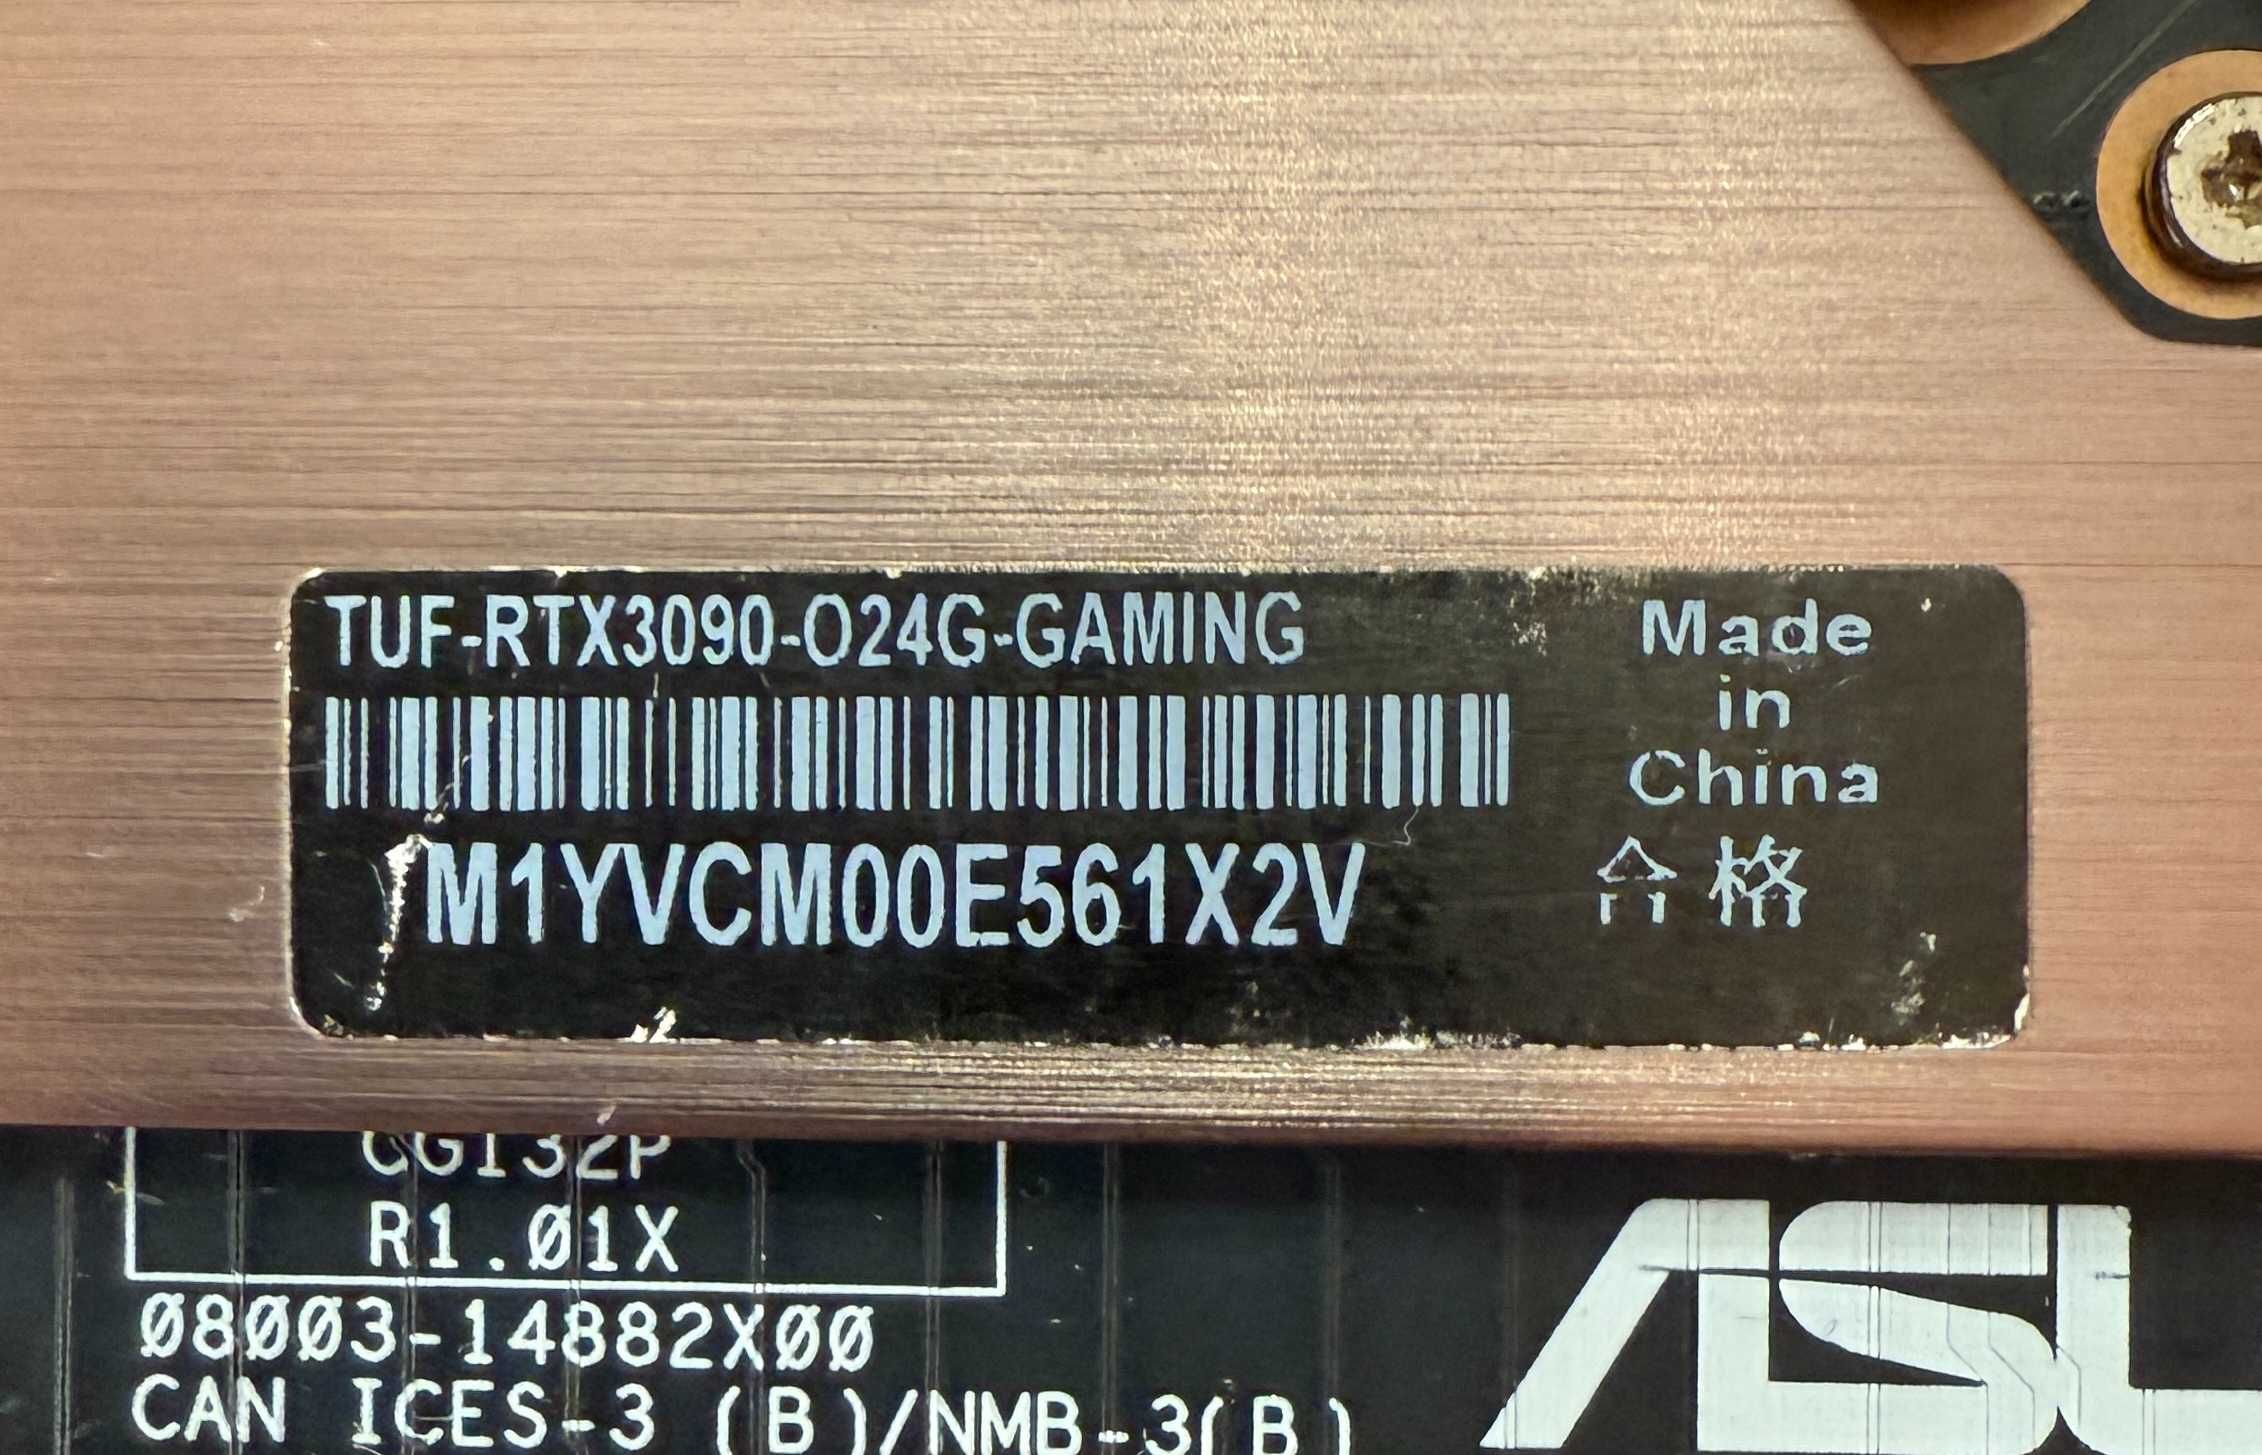 TUF-RTX3090-O24G-GAMING
M1YVCM00E561X2V
Made
in
China
合格
CG132P
R1.01X
08003-14882X00
CAN ICES-3 (B)/NMB-3(B)